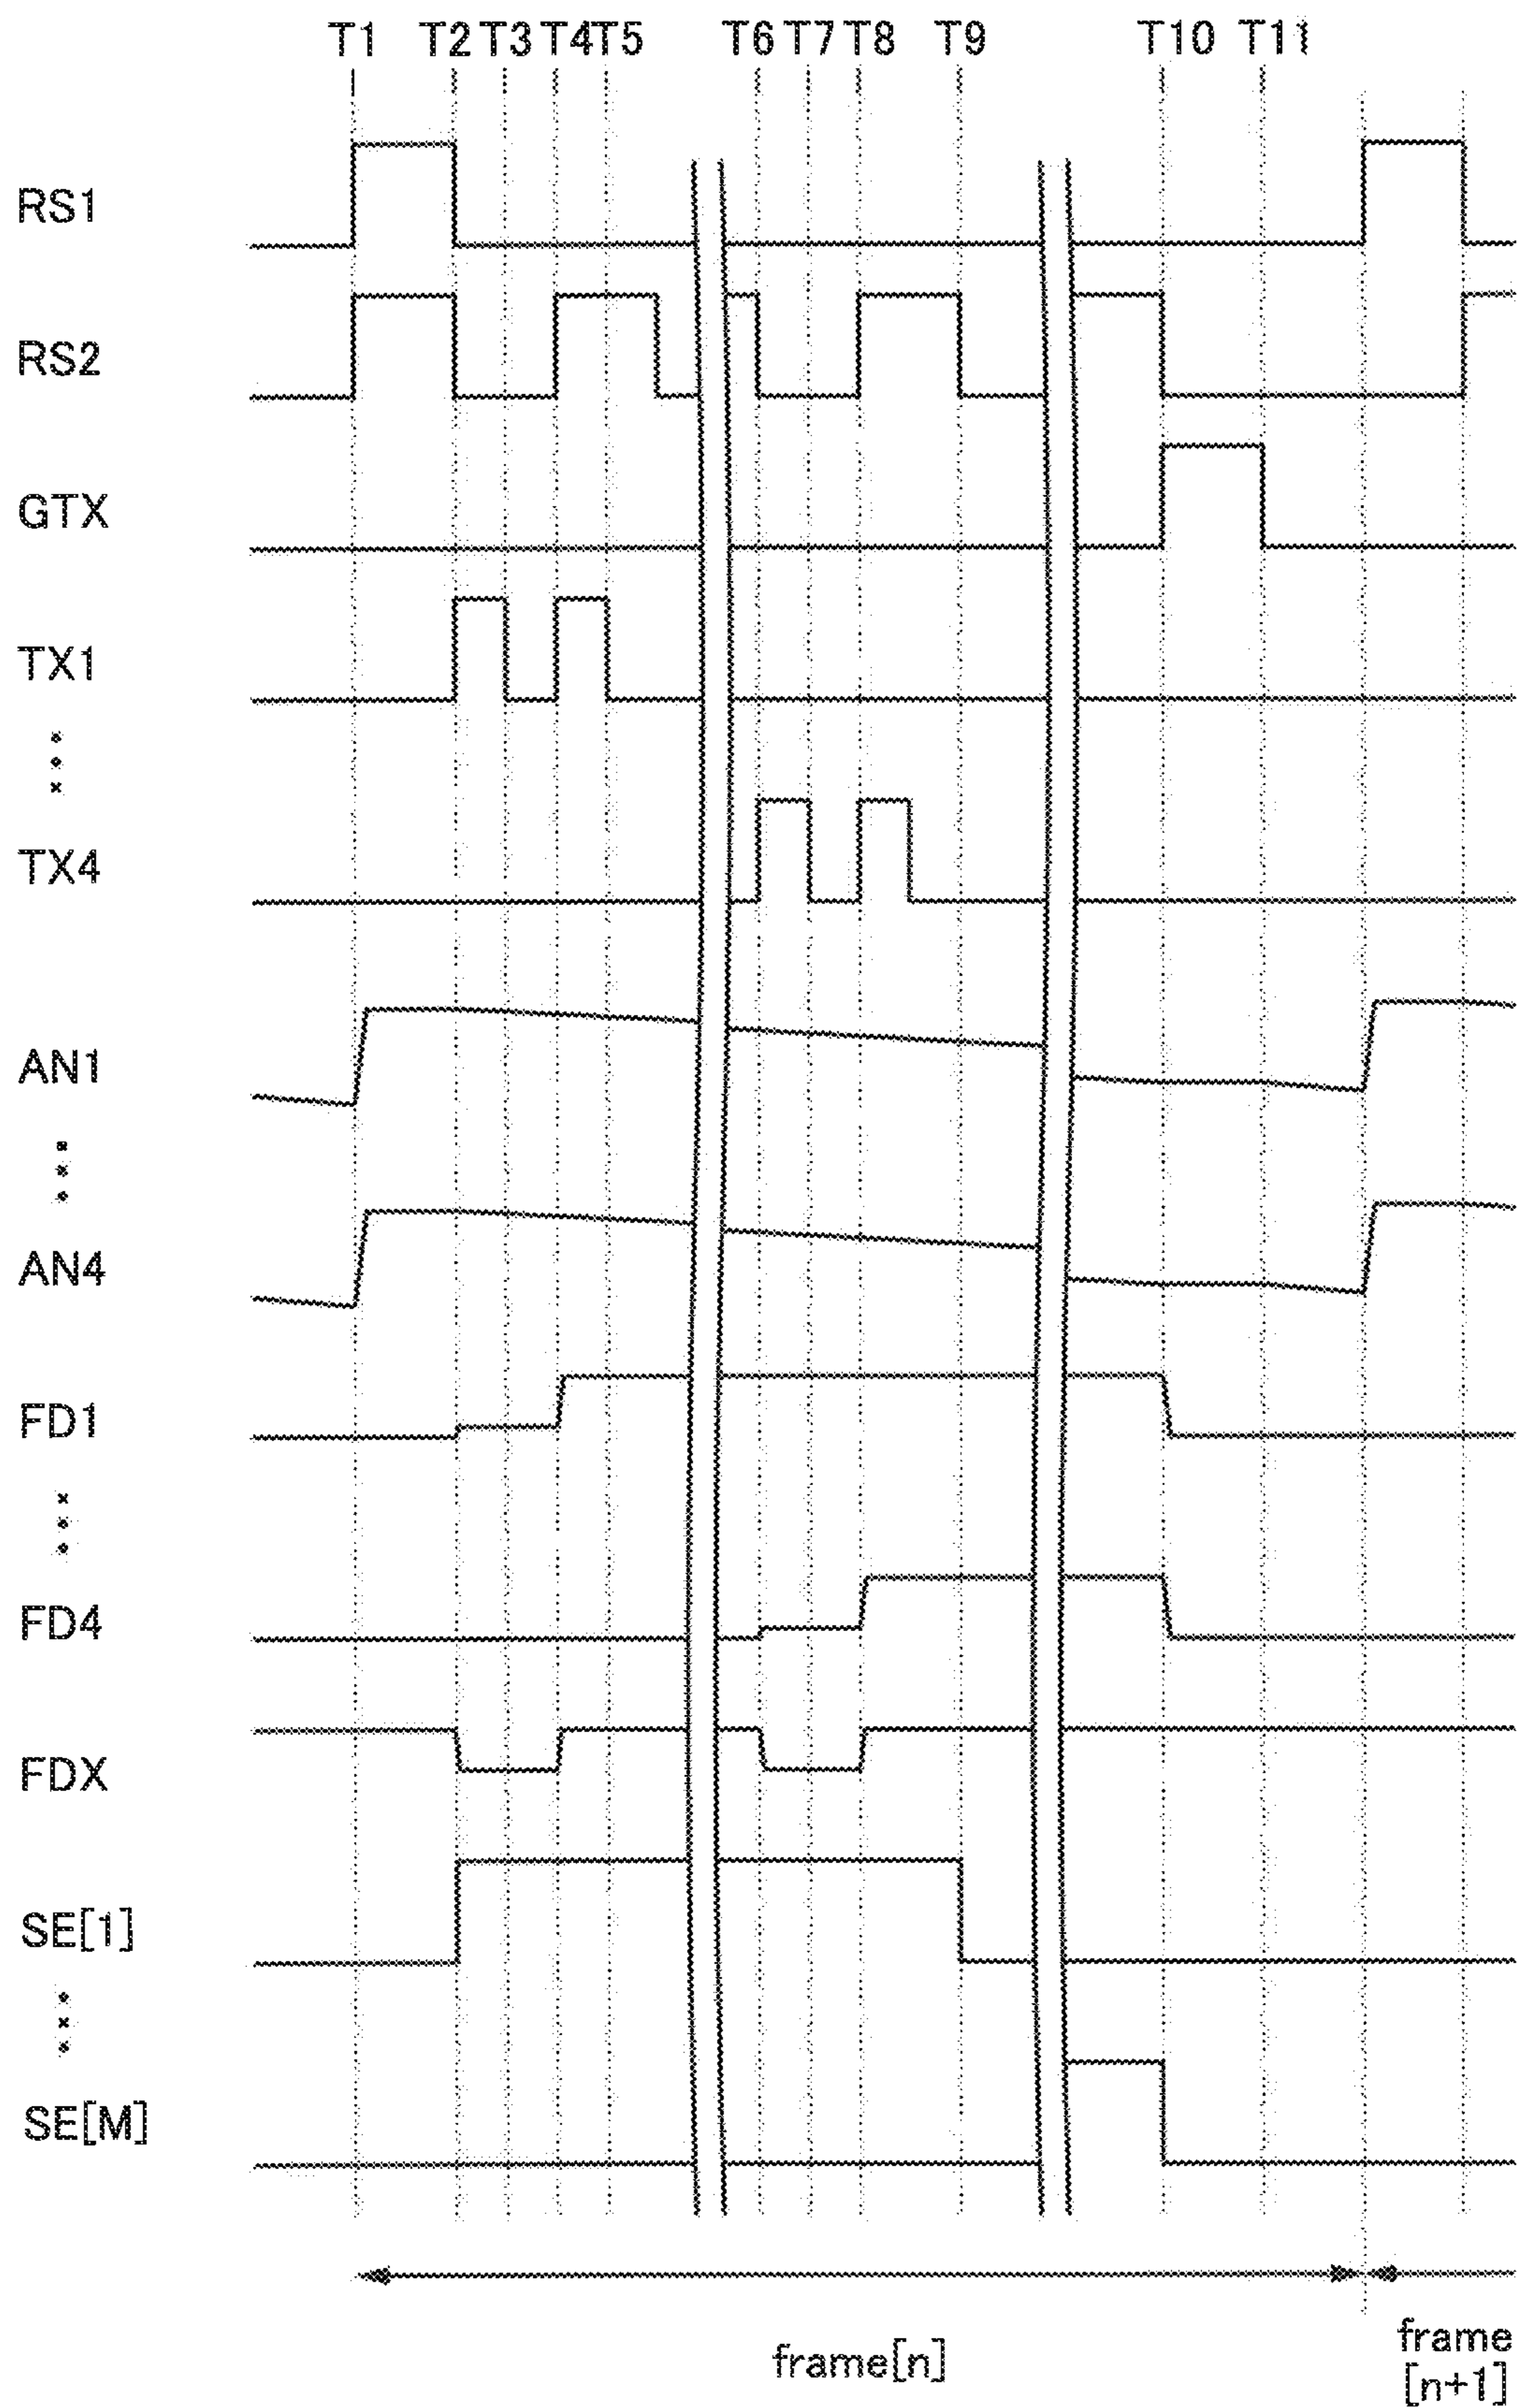 T1 T2 T3 T4 T5 T6 T7 T8 T9 T10 T11
RS1
RS2
GTX
TX1
TX4
AN1
AN4
FD1
FD4
FDX
SE[1]
SE[M]
frame[n]
frame
[n+1]